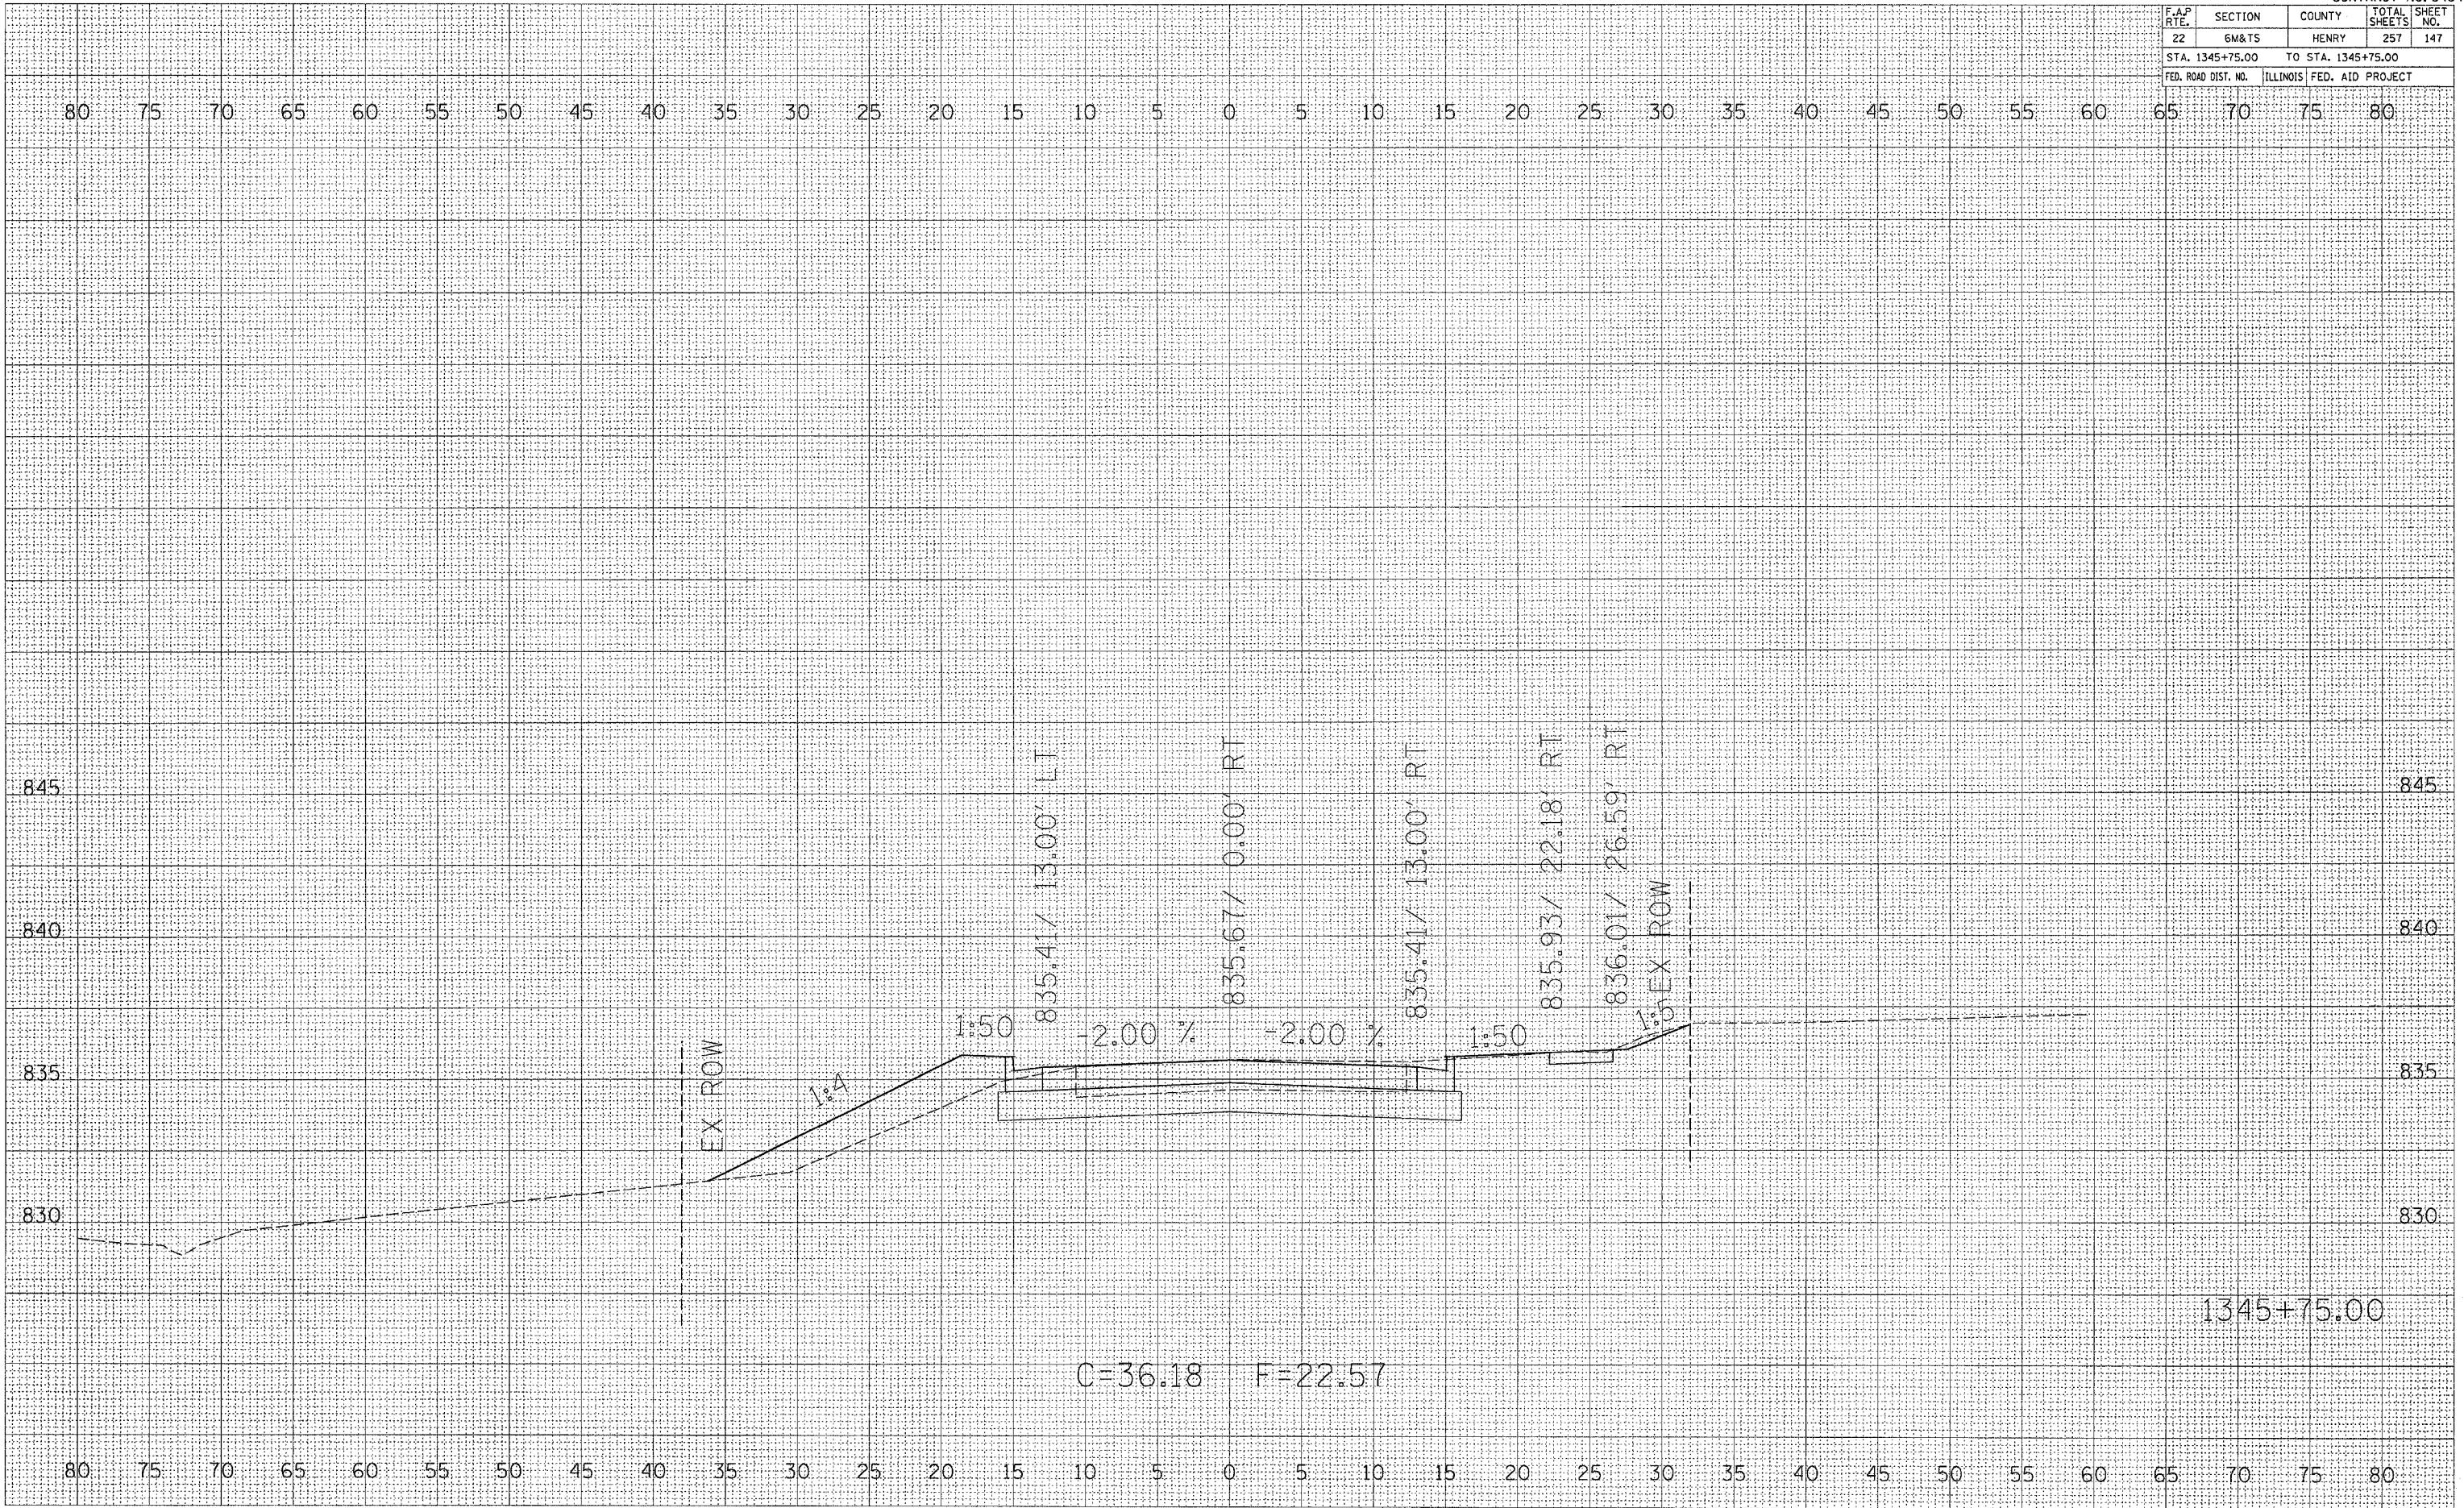 F.A.P RTE. SECTION COUNTY TOTAL SHEETS SHEET NO.
22 6M&TS HENRY 257 147
STA. 1345+75.00 TO STA. 1345+75.00
FED. ROAD DIST. NO. ILLINOIS FED. AID PROJECT
80 75 70 65 60 55 50 45 40 35 30 25 20 15 10 5 0 5 10 15 20 25 30 35 40 45 50 55 60 65 70 75 80
835.41/ 13.00' LT
835.67/ 0.00' RT
835.41/ 13.00' RT
835.93/ 22.18' RT
836.01/ 26.59' RT
845 845
840 840
EX ROW
1:50 -2.00 % -2.00 % 1:50 1:5
EX ROW
1:4
835 835
830 830
1345+75.00
C=36.18 F=22.57
80 75 70 65 60 55 50 45 40 35 30 25 20 15 10 5 0 5 10 15 20 25 30 35 40 45 50 55 60 65 70 75 80